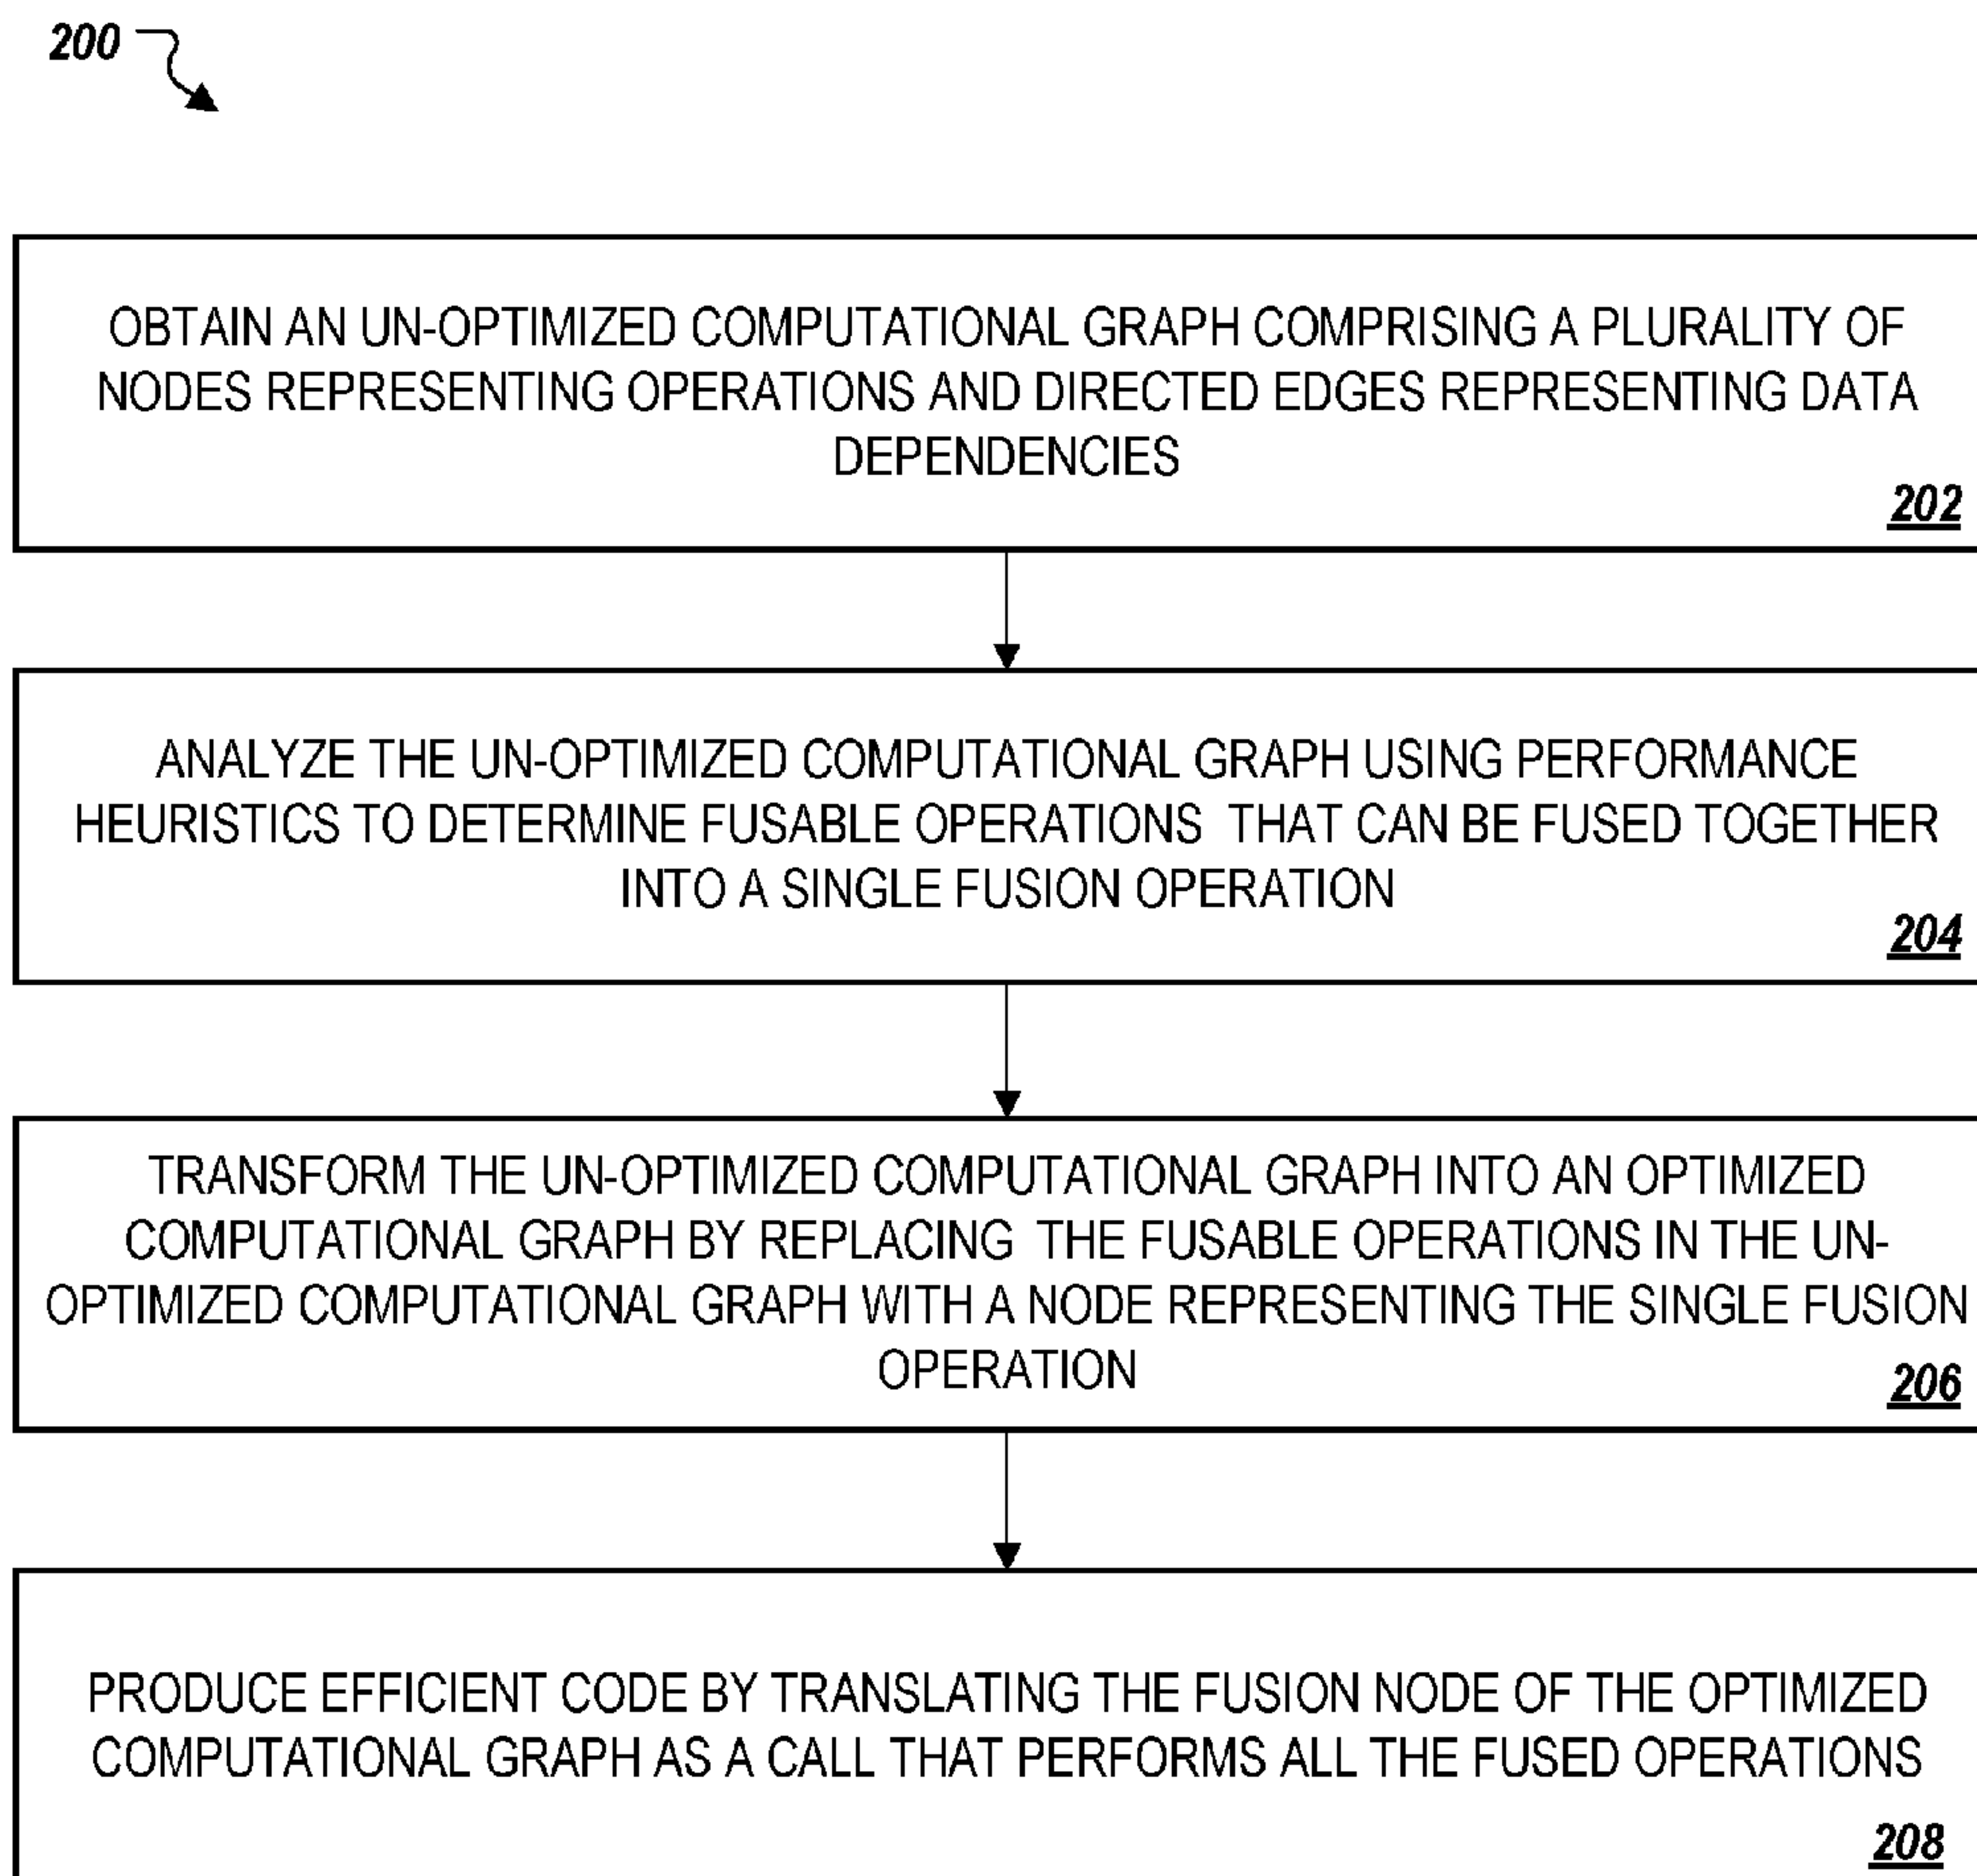 200
OBTAIN AN UN-OPTIMIZED COMPUTATIONAL GRAPH COMPRISING A PLURALITY OF
NODES REPRESENTING OPERATIONS AND DIRECTED EDGES REPRESENTING DATA
DEPENDENCIES
202
ANALYZE THE UN-OPTIMIZED COMPUTATIONAL GRAPH USING PERFORMANCE
HEURISTICS TO DETERMINE FUSABLE OPERATIONS THAT CAN BE FUSED TOGETHER
INTO A SINGLE FUSION OPERATION
204
TRANSFORM THE UN-OPTIMIZED COMPUTATIONAL GRAPH INTO AN OPTIMIZED
COMPUTATIONAL GRAPH BY REPLACING THE FUSABLE OPERATIONS IN THE UN-
OPTIMIZED COMPUTATIONAL GRAPH WITH A NODE REPRESENTING THE SINGLE FUSION
OPERATION
206
PRODUCE EFFICIENT CODE BY TRANSLATING THE FUSION NODE OF THE OPTIMIZED
COMPUTATIONAL GRAPH AS A CALL THAT PERFORMS ALL THE FUSED OPERATIONS
208